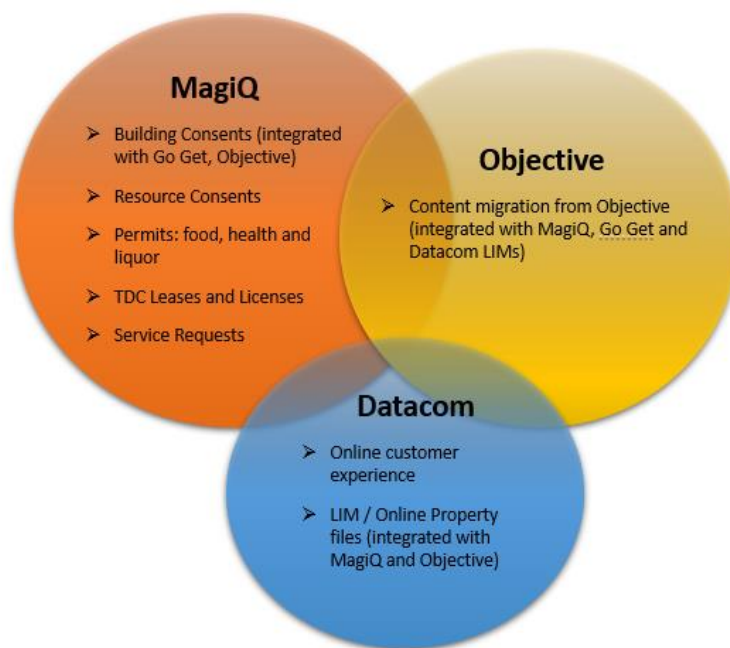 MagiQ
➢ Building Consents (integrated
with Go Get, Objective)
➢ Resource Consents
➢ Permits: food, health and
liquor
➢ TDC Leases and Licenses
➢ Service Requests
Objective
➢ Content migration from Objective
(integrated with MagiQ, Go Get and
Datacom LIMs)
Datacom
➢ Online customer
experience
➢ LIM / Online Property
files (integrated with
MagiQ and Objective)